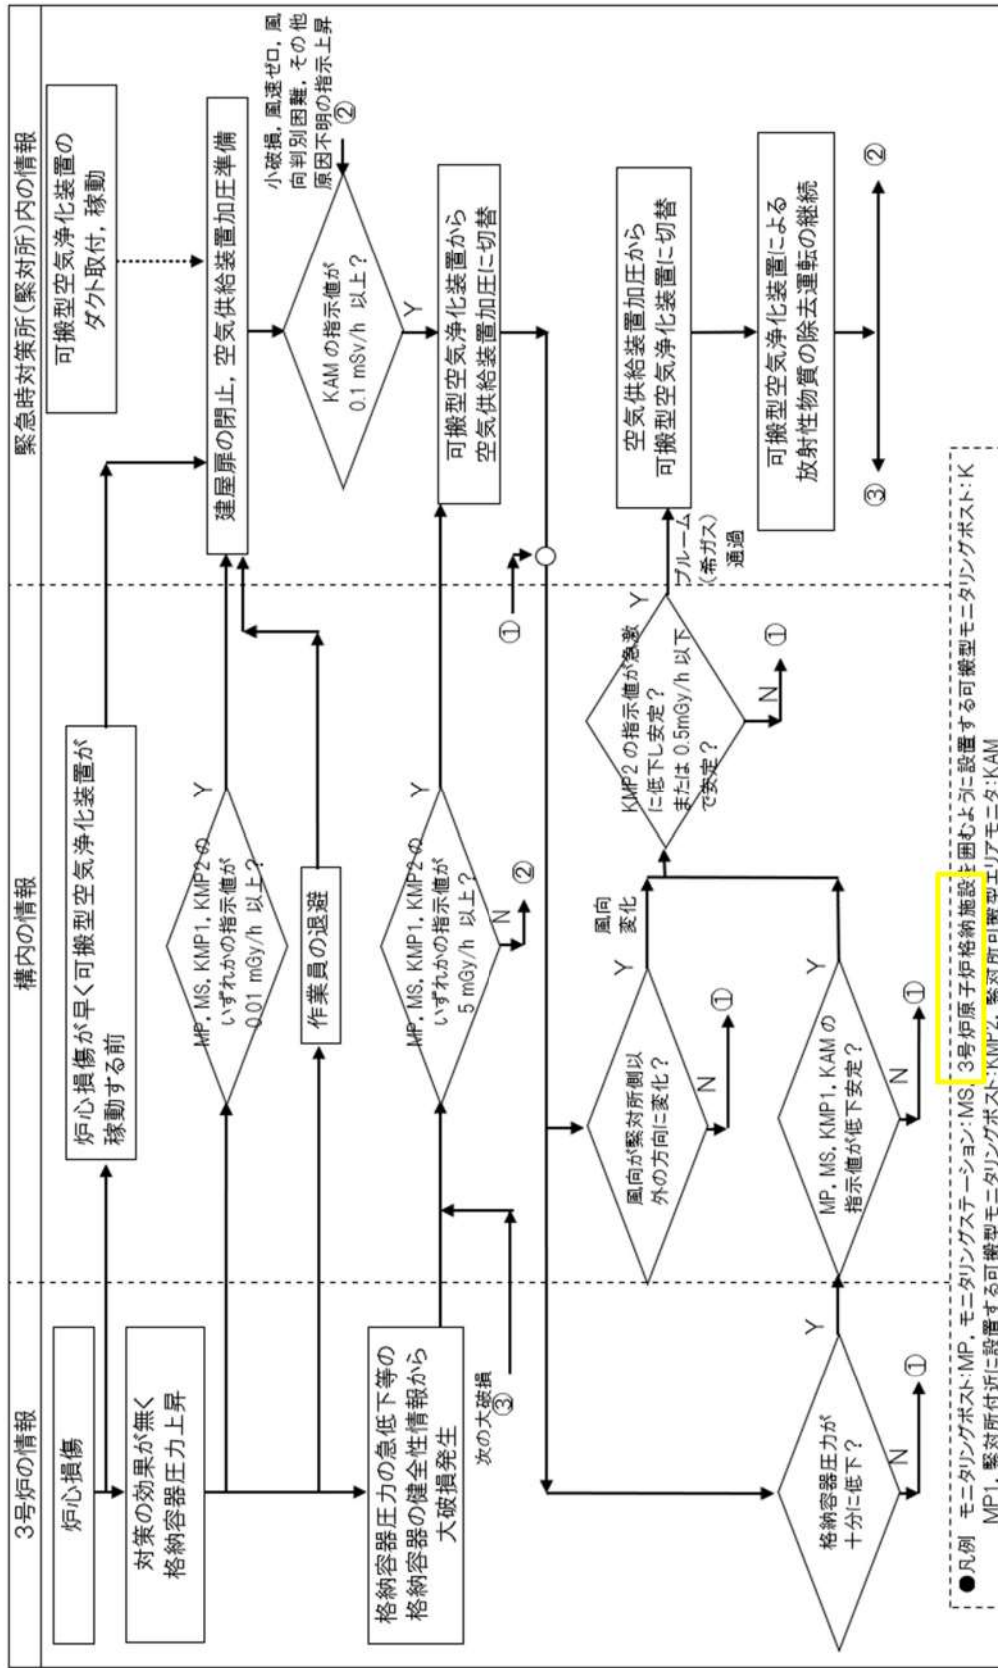 3号炉の情報
構内の情報
緊急時対策所(緊対所)内の情報
炉心損傷
炉心損傷が早く可搬型空気浄化装置が
稼動する前
可搬型空気浄化装置の
ダクト取付，稼動
対策の効果が無く
格納容器圧力上昇
MP，MS，KMP1，KMP2の
いずれかの指示値が
0.01 mGy/h 以上？
Y
建屋扉の閉止，空気供給装置加圧準備
作業員の退避
小破損，風速ゼロ，風
向判別困難，その他
原因不明の指示上昇
②
KAM の指示値が
0.1 mSv/h 以上？
Y
格納容器圧力の急低下等の
格納容器の健全性情報から
大破損発生
MP，MS，KMP1，KMP2の
いずれかの指示値が
5 mGy/h 以上？
Y
N
②
可搬型空気浄化装置から
空気供給装置加圧に切替
次の大破損
③
①
風向が緊対所側以
外の方向に変化？
Y
風向
変化
N
①
KMP2 の指示値が急激
に低下し安定？
または 0.5mGy/h 以下
で安定？
Y
N
①
プルーム
(希ガス)
通過
空気供給装置加圧から
可搬型空気浄化装置に切替
格納容器圧力が
十分に低下？
Y
N
①
MP，MS，KMP1，KAM の
指示値が低下安定？
Y
N
①
可搬型空気浄化装置による
放射性物質の除去運転の継続
③
②
●凡例 モニタリングポスト:MP，モニタリングステーション:MS，3号炉原子炉格納施設を囲むように設置する可搬型モニタリングポスト:K
MP1，緊対所付近に設置する可搬型モニタリングポスト:KMP2，緊対所可搬型エリアモニタ:KAM